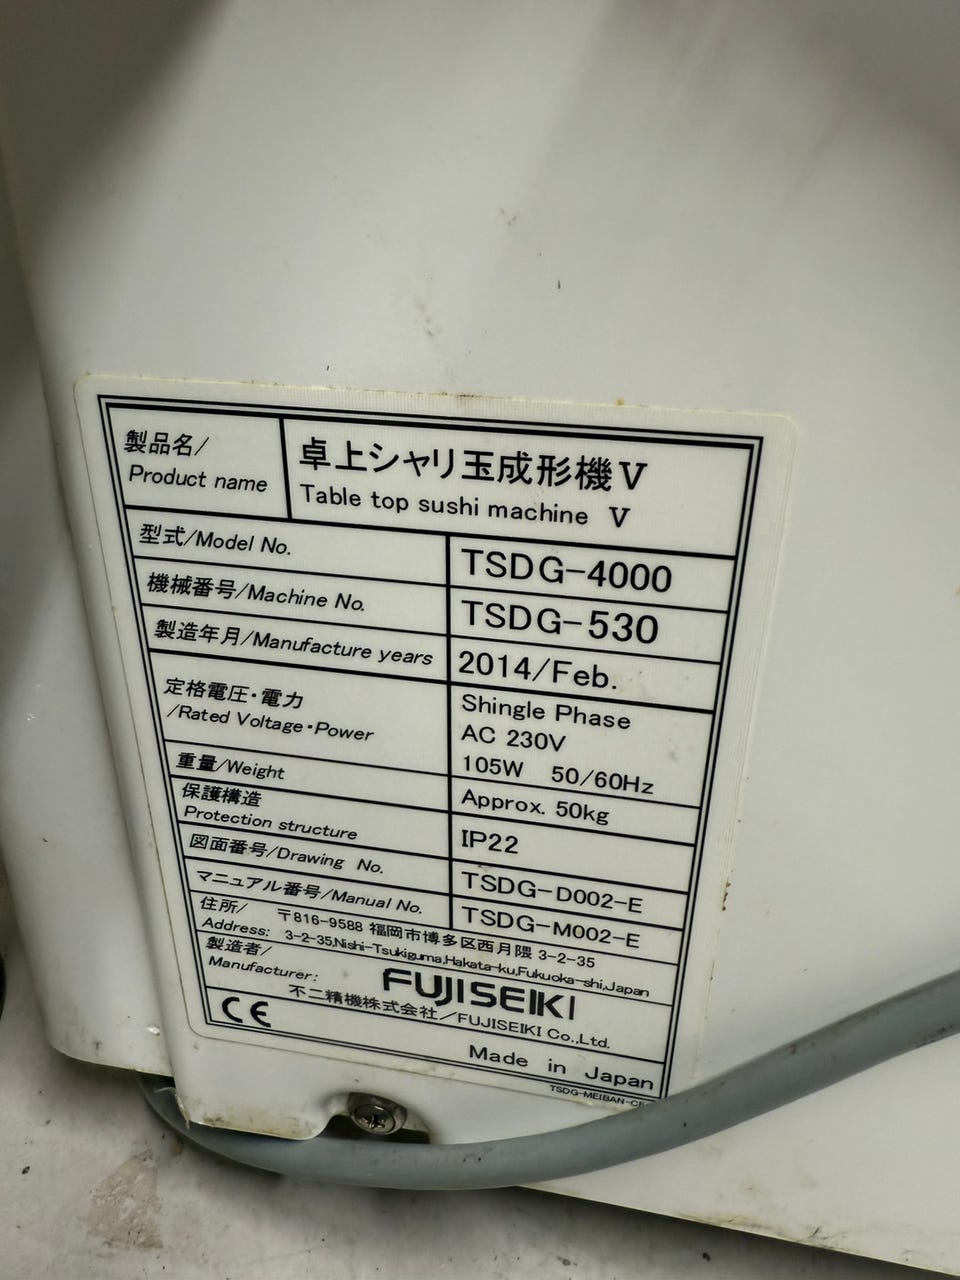 製品名/
Product name
卓上シャリ玉成形機 V
Table top sushi machine V
型式/Model No.
TSDG-4000
機械番号/Machine No.
TSDG-530
製造年月/Manufacture years
2014/Feb.
定格電圧・電力
/Rated Voltage・Power
Shingle Phase
AC 230V
105W 50/60Hz
重量/Weight
Approx. 50kg
保護構造
Protection structure
IP22
図面番号/Drawing No.
TSDG-D002-E
マニュアル番号/Manual No.
TSDG-M002-E
住所/
Address:
〒816-9588 福岡市博多区西月隈 3-2-35
3-2-35,Nishi-Tsukiguma,Hakata-ku,Fukuoka-shi,Japan
製造者/
Manufacturer:
FUJISEIKI
不二精機株式会社/FUJISEIKI Co.,Ltd.
CE
Made in Japan
TSDG-MEIBAN-CE